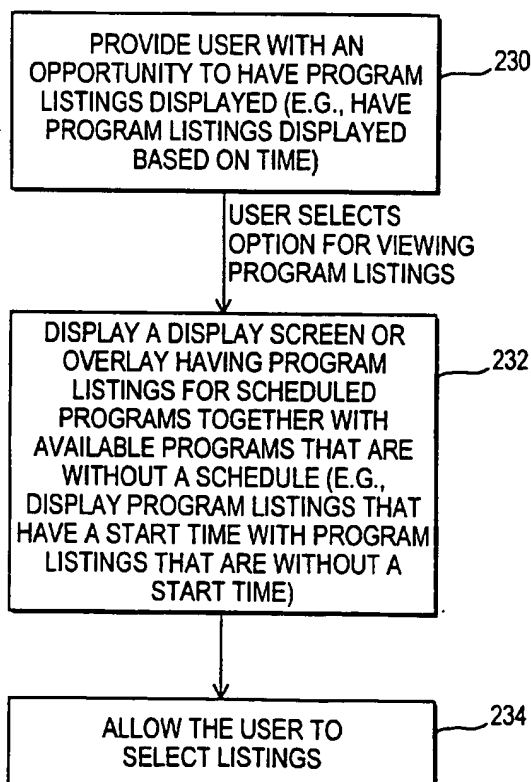 PROVIDE USER WITH AN
OPPORTUNITY TO HAVE PROGRAM
LISTINGS DISPLAYED (E.G., HAVE
PROGRAM LISTINGS DISPLAYED
BASED ON TIME)
230
USER SELECTS
OPTION FOR VIEWING
PROGRAM LISTINGS
DISPLAY A DISPLAY SCREEN OR
OVERLAY HAVING PROGRAM
LISTINGS FOR SCHEDULED
PROGRAMS TOGETHER WITH
AVAILABLE PROGRAMS THAT ARE
WITHOUT A SCHEDULE (E.G.,
DISPLAY PROGRAM LISTINGS THAT
HAVE A START TIME WITH PROGRAM
LISTINGS THAT ARE WITHOUT A
START TIME)
232
ALLOW THE USER TO
SELECT LISTINGS
234